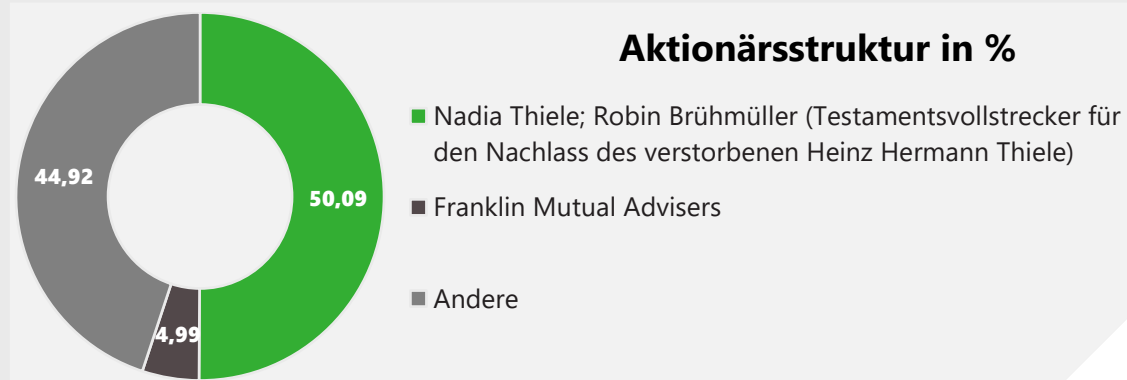 Aktionärsstruktur in %
Nadia Thiele; Robin Brühmüller (Testamentsvollstrecker für
den Nachlass des verstorbenen Heinz Hermann Thiele)
Franklin Mutual Advisers
Andere
44,92
50,09
4,99